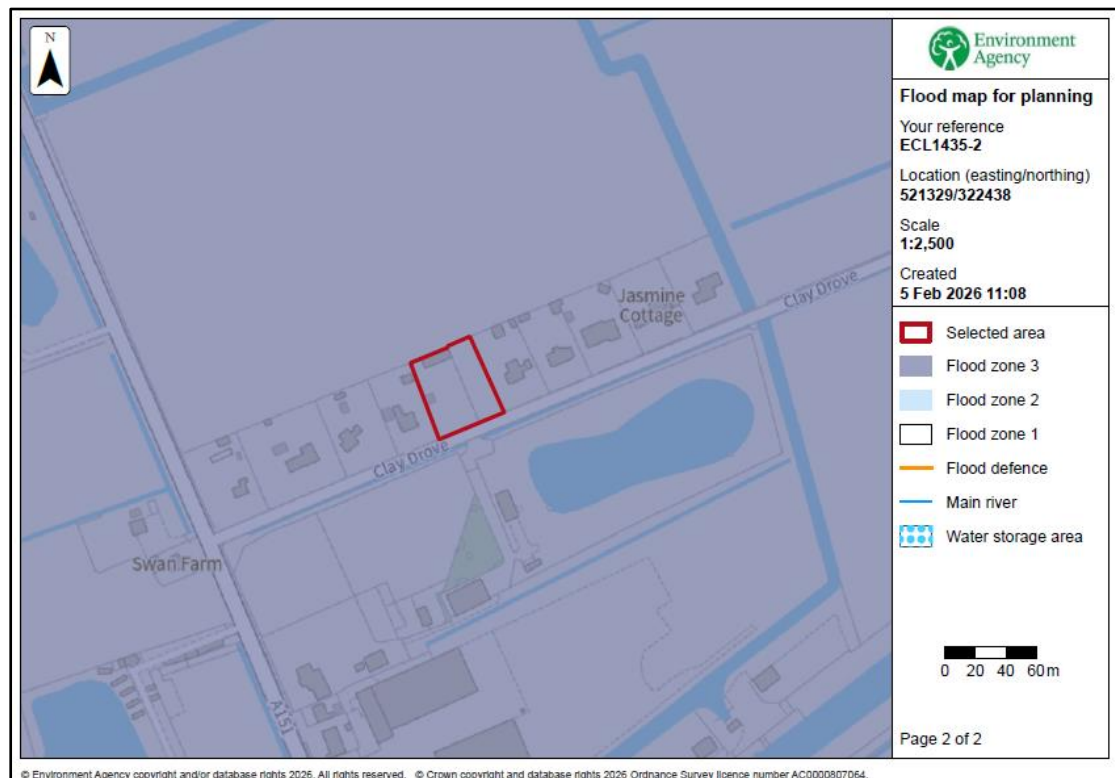 N
Jasmine
Cottage
Clay Drove
Clay Drove
Swan Farm
A151
Environment
Agency
Flood map for planning
Your reference
ECL1435-2
Location (easting/northing)
521329/322438
Scale
1:2,500
Created
5 Feb 2026 11:08
Selected area
Flood zone 3
Flood zone 2
Flood zone 1
Flood defence
Main river
Water storage area
0 20 40 60m
Page 2 of 2
© Environment Agency copyright and/or database rights 2026. All rights reserved. © Crown copyright and database rights 2026 Ordnance Survey licence number AC0000807064.